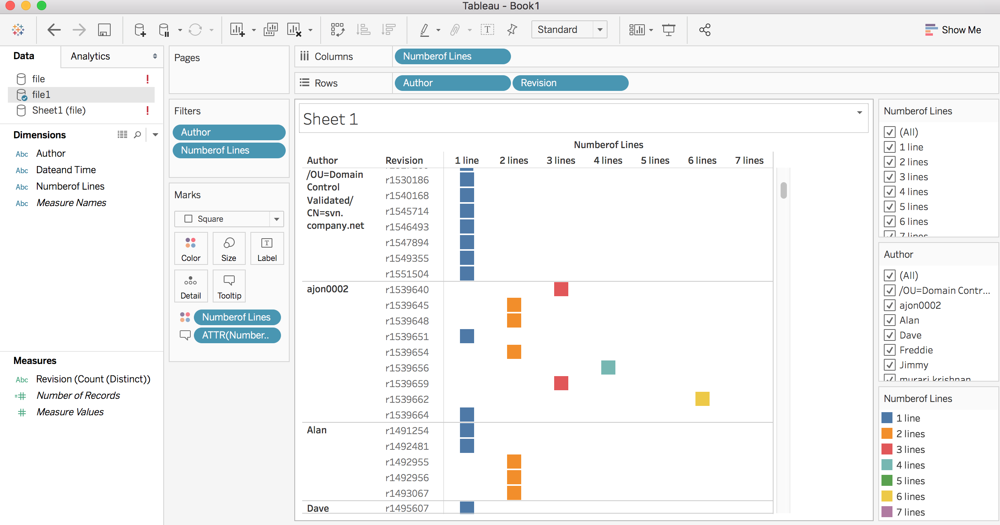 Tableau - Book1
Standard
Show Me
Data
Analytics
file !
file1
Sheet1 (file) !
Dimensions
Abc Author
Abc Dateand Time
Abc Numberof Lines
Abc Measure Names
Measures
Abc Revision (Count (Distinct))
=# Number of Records
# Measure Values
Pages
Filters
Author
Numberof Lines
Marks
Square
Color Size Label
Detail Tooltip
Numberof Lines
ATTR(Number..
Columns Numberof Lines
Rows Author Revision
Sheet 1
Numberof Lines
Author Revision 1 line 2 lines 3 lines 4 lines 5 lines 6 lines 7 lines
/OU=Domain
Control
Validated/
CN=svn.
company.net
r1530186
r1540168
r1545714
r1546493
r1547894
r1549355
r1551504
ajon0002 r1539640
r1539645
r1539648
r1539651
r1539654
r1539656
r1539659
r1539662
r1539664
Alan r1491254
r1492481
r1492955
r1492956
r1493067
Dave r1495607
Numberof Lines
(All)
1 line
2 lines
3 lines
4 lines
5 lines
6 lines
7 lines
Author
(All)
/OU=Domain Contr...
ajon0002
Alan
Dave
Freddie
Jimmy
murari krishnan
Numberof Lines
1 line
2 lines
3 lines
4 lines
5 lines
6 lines
7 lines